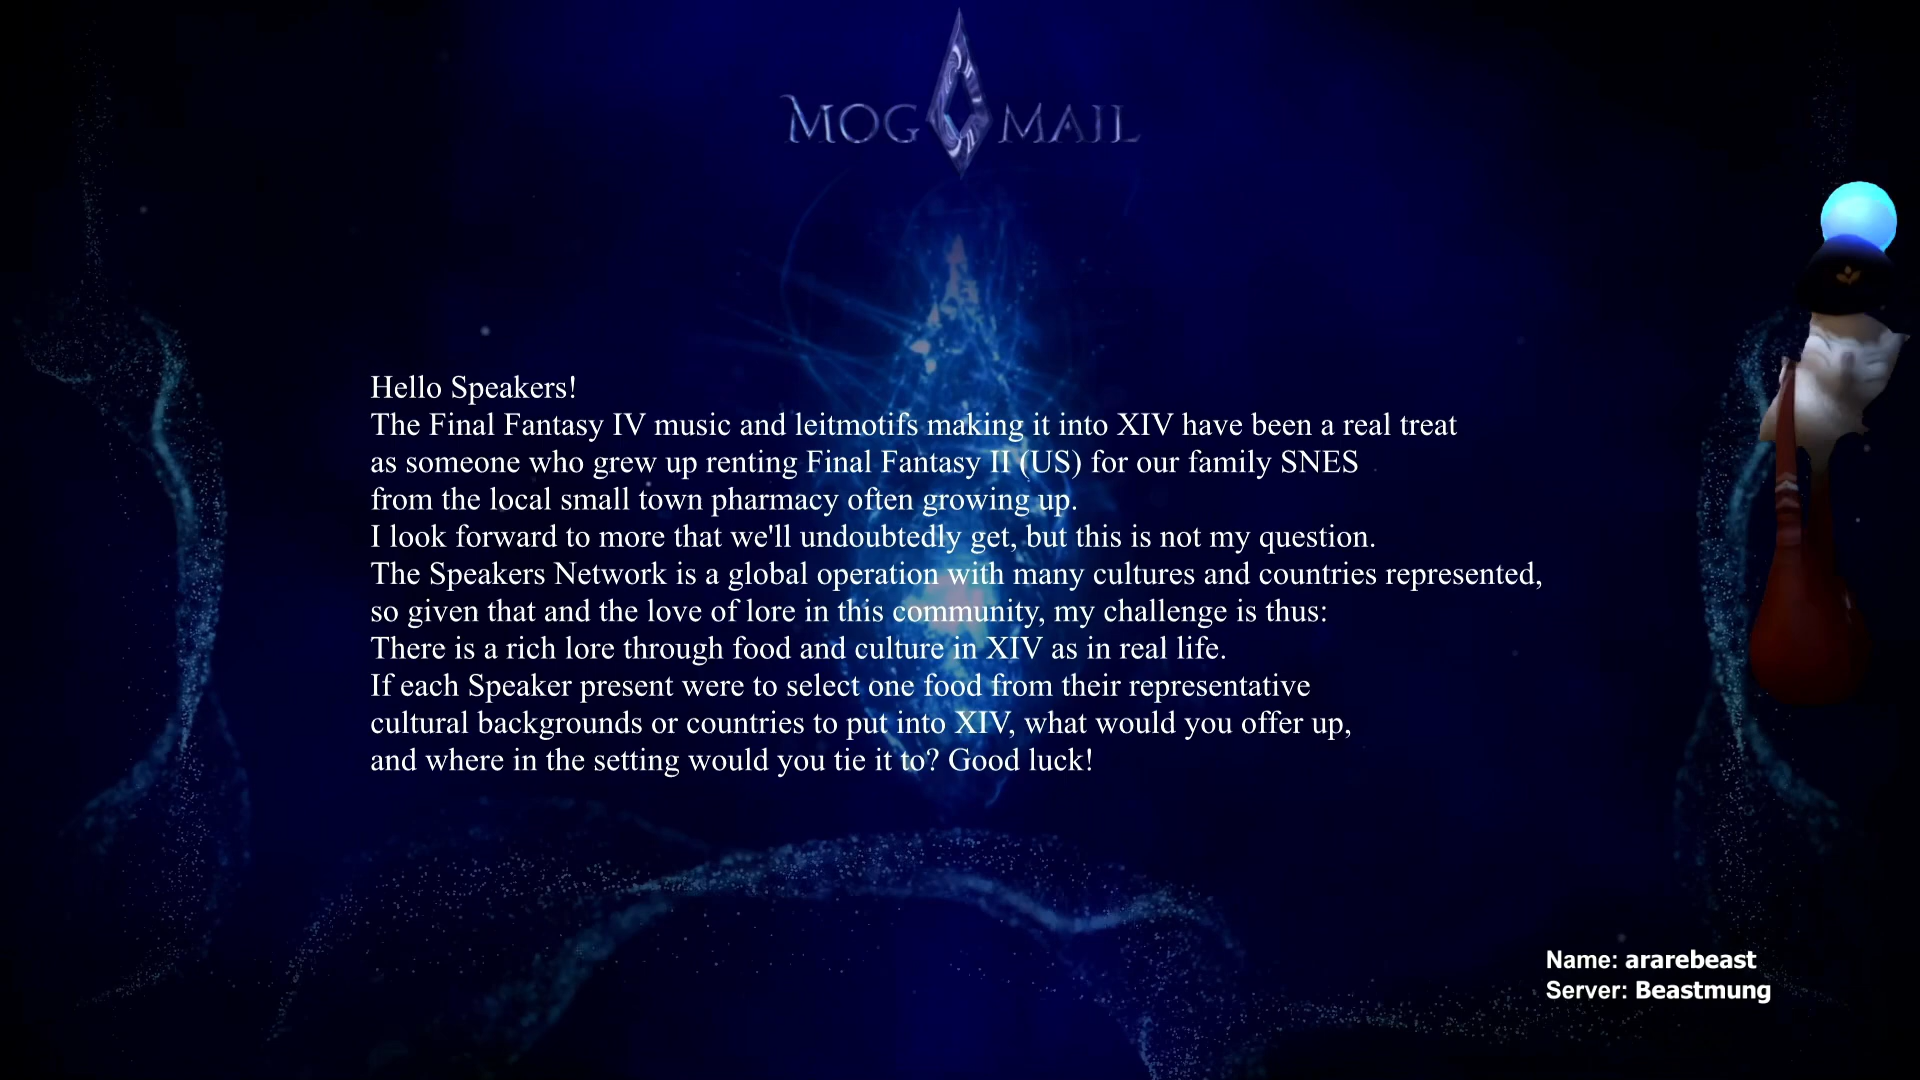 MOG MAIL
Hello Speakers!
The Final Fantasy IV music and leitmotifs making it into XIV have been a real treat
as someone who grew up renting Final Fantasy II (US) for our family SNES
from the local small town pharmacy often growing up.
I look forward to more that we'll undoubtedly get, but this is not my question.
The Speakers Network is a global operation with many cultures and countries represented,
so given that and the love of lore in this community, my challenge is thus:
There is a rich lore through food and culture in XIV as in real life.
If each Speaker present were to select one food from their representative
cultural backgrounds or countries to put into XIV, what would you offer up,
and where in the setting would you tie it to? Good luck!
Name: ararebeast
Server: Beastmung